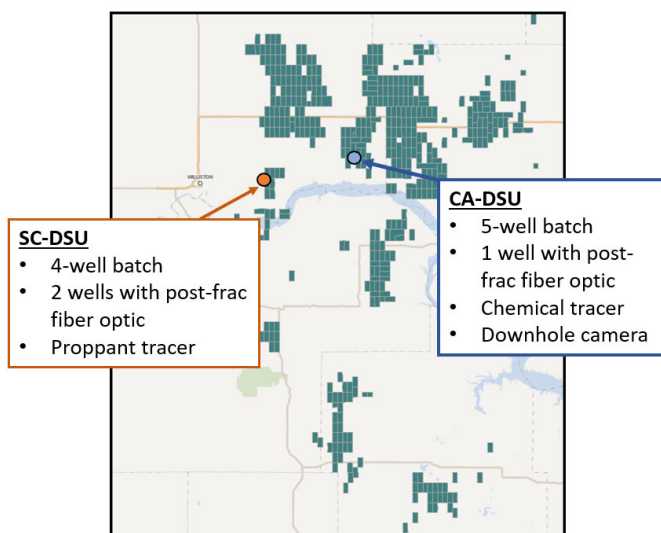 WILLISTON
SC-DSU
• 4-well batch
• 2 wells with post-frac
fiber optic
• Proppant tracer
CA-DSU
• 5-well batch
• 1 well with post-
frac fiber optic
• Chemical tracer
• Downhole camera